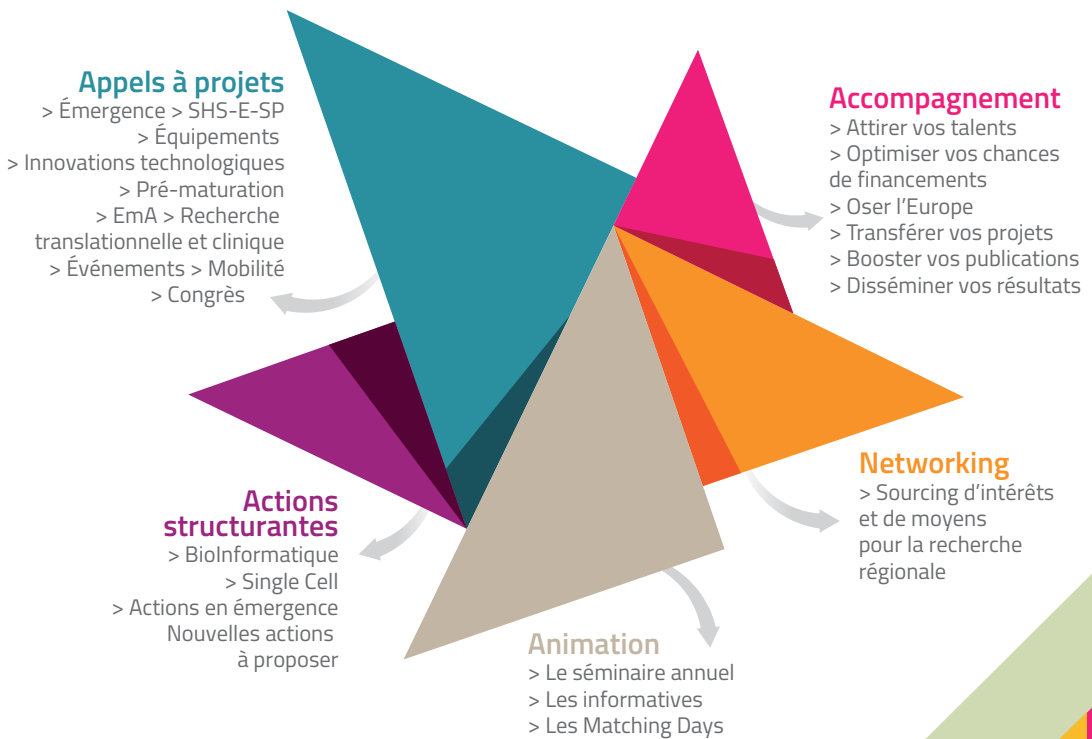 Appels à projets
> Émergence > SHS-E-SP
> Équipements
> Innovations technologiques
> Pré-maturation
> EmA > Recherche
translationnelle et clinique
> Événements > Mobilité
> Congrès
Accompagnement
> Attirer vos talents
> Optimiser vos chances
de financements
> Oser l’Europe
> Transférer vos projets
> Booster vos publications
> Disséminer vos résultats
Actions
structurantes
> BioInformatique
> Single Cell
> Actions en émergence
Nouvelles actions
à proposer
Networking
> Sourcing d’intérêts
et de moyens
pour la recherche
régionale
Animation
> Le séminaire annuel
> Les informatives
> Les Matching Days